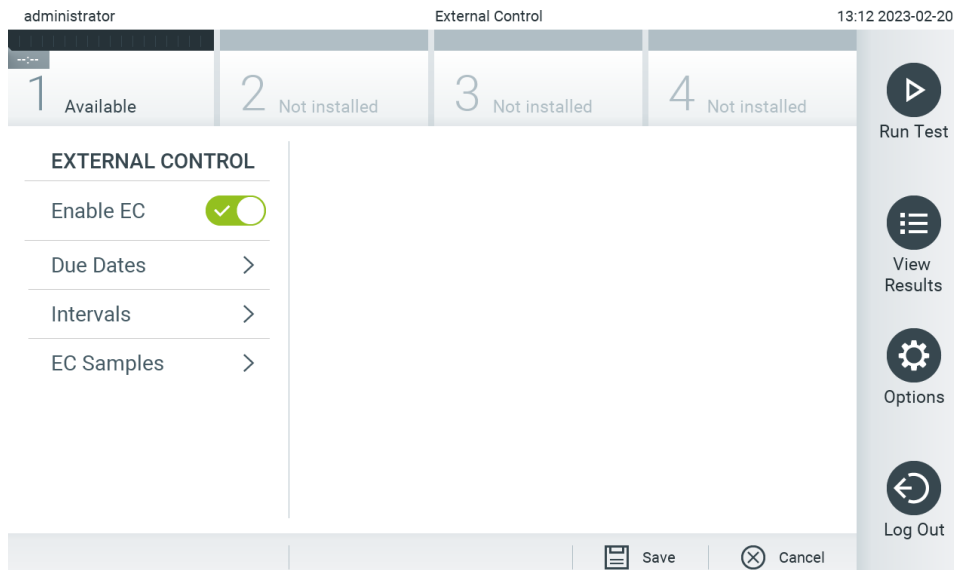 administrator External Control 13:12 2023-02-20
--:--
1 Available 2 Not installed 3 Not installed 4 Not installed
Run Test
EXTERNAL CONTROL
Enable EC
Due Dates
Intervals
EC Samples
View
Results
Options
Log Out
Save Cancel